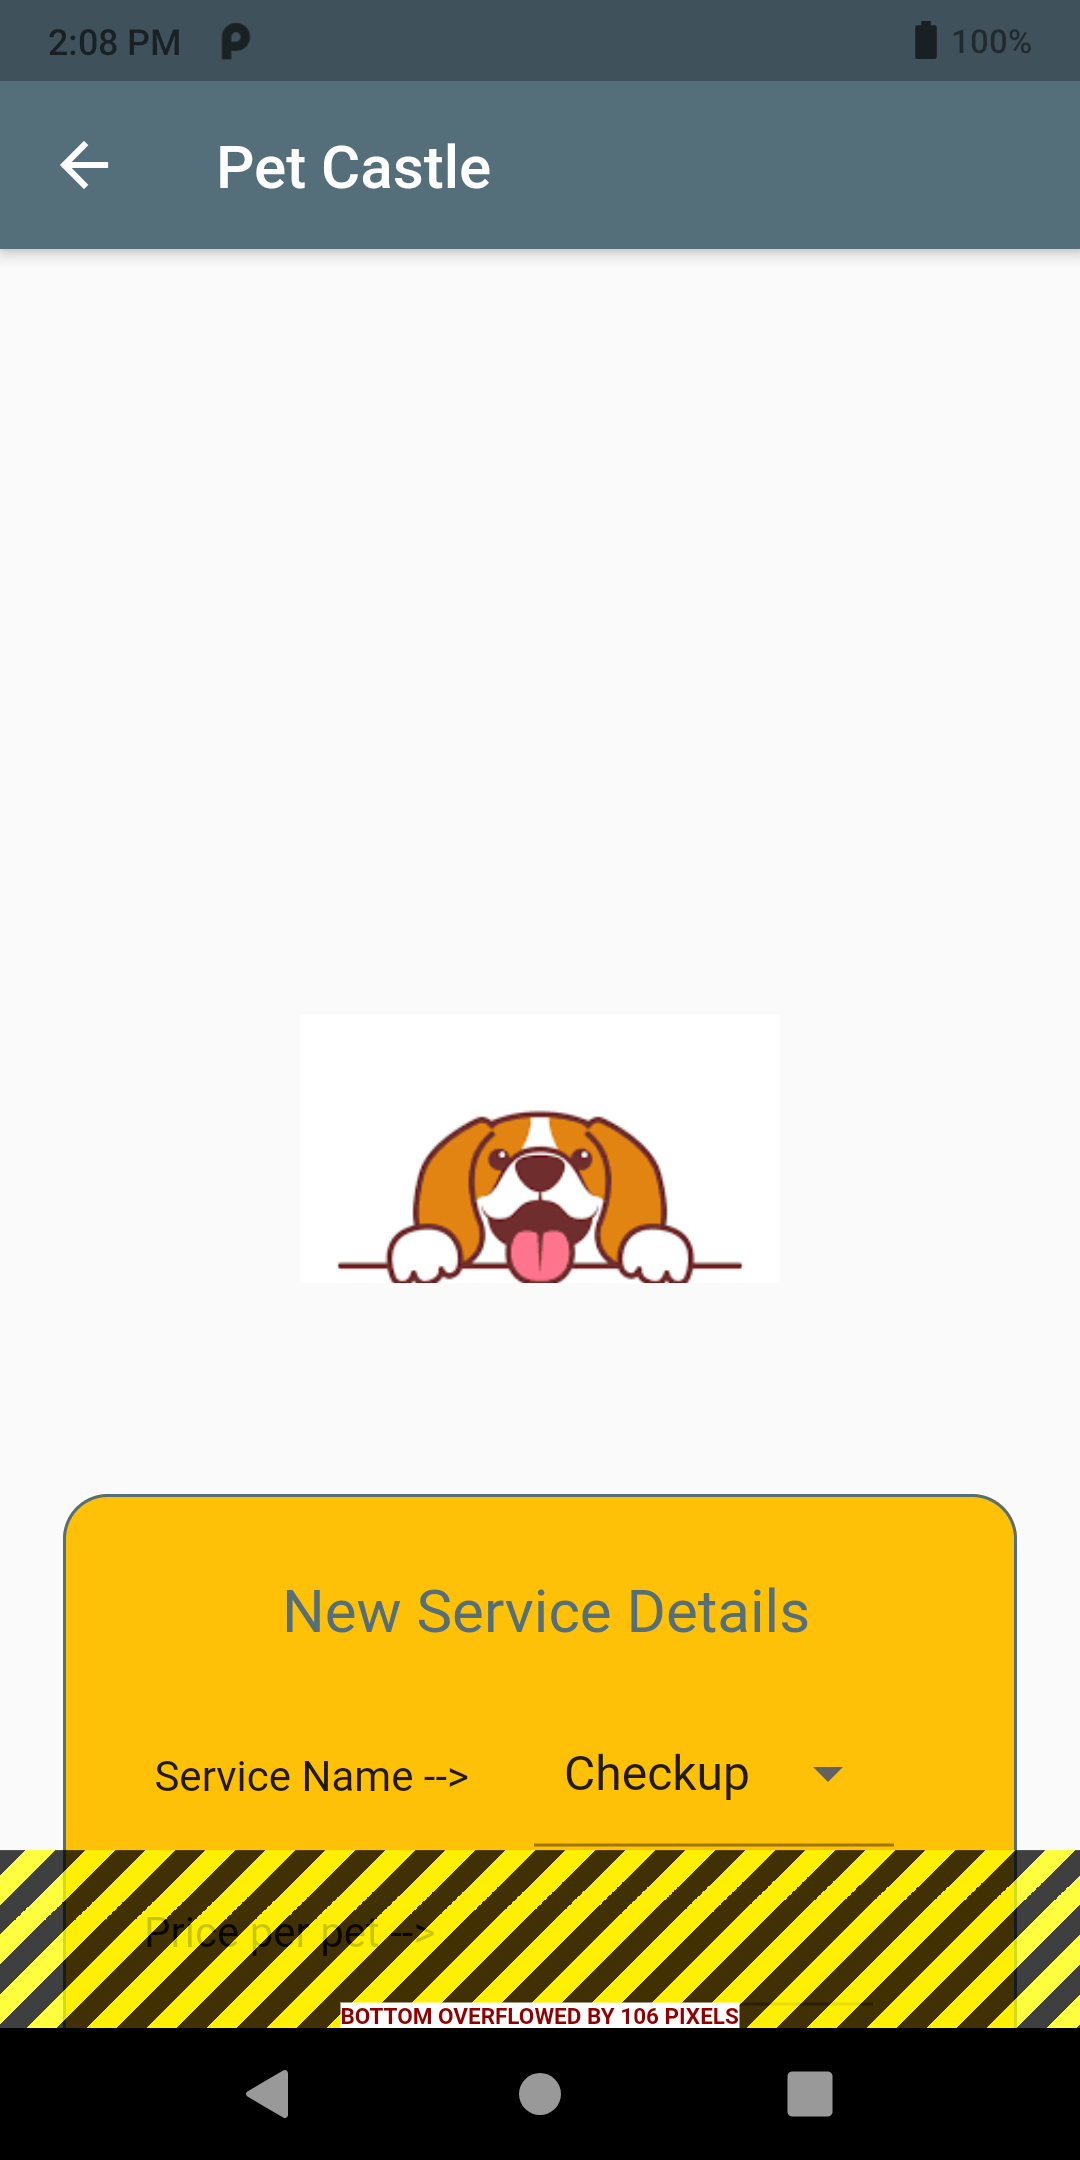 2:08 PM
100%
Pet Castle
New Service Details
Service Name -->
Checkup
Price per pet -->
BOTTOM OVERFLOWED BY 106 PIXELS